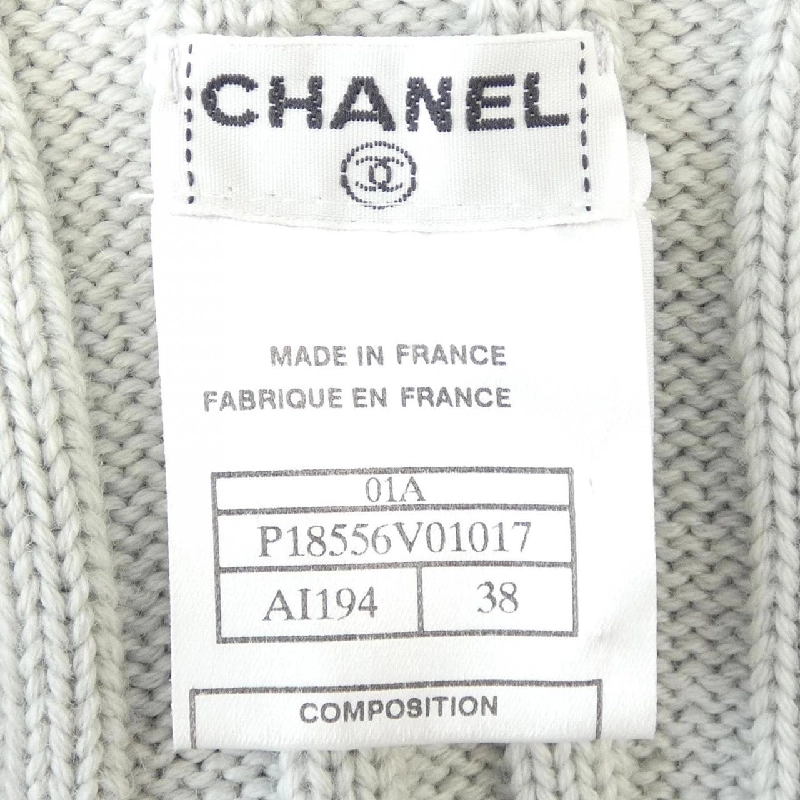 CHANEL
MADE IN FRANCE
FABRIQUE EN FRANCE
01A
P18556V01017
AI194 38
COMPOSITION